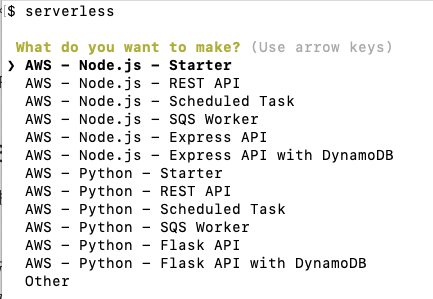 $ serverless
What do you want to make? (Use arrow keys)
❯ AWS – Node.js – Starter
AWS – Node.js – REST API
AWS – Node.js – Scheduled Task
AWS – Node.js – SQS Worker
AWS – Node.js – Express API
AWS – Node.js – Express API with DynamoDB
AWS – Python – Starter
AWS – Python – REST API
AWS – Python – Scheduled Task
AWS – Python – SQS Worker
AWS – Python – Flask API
AWS – Python – Flask API with DynamoDB
Other